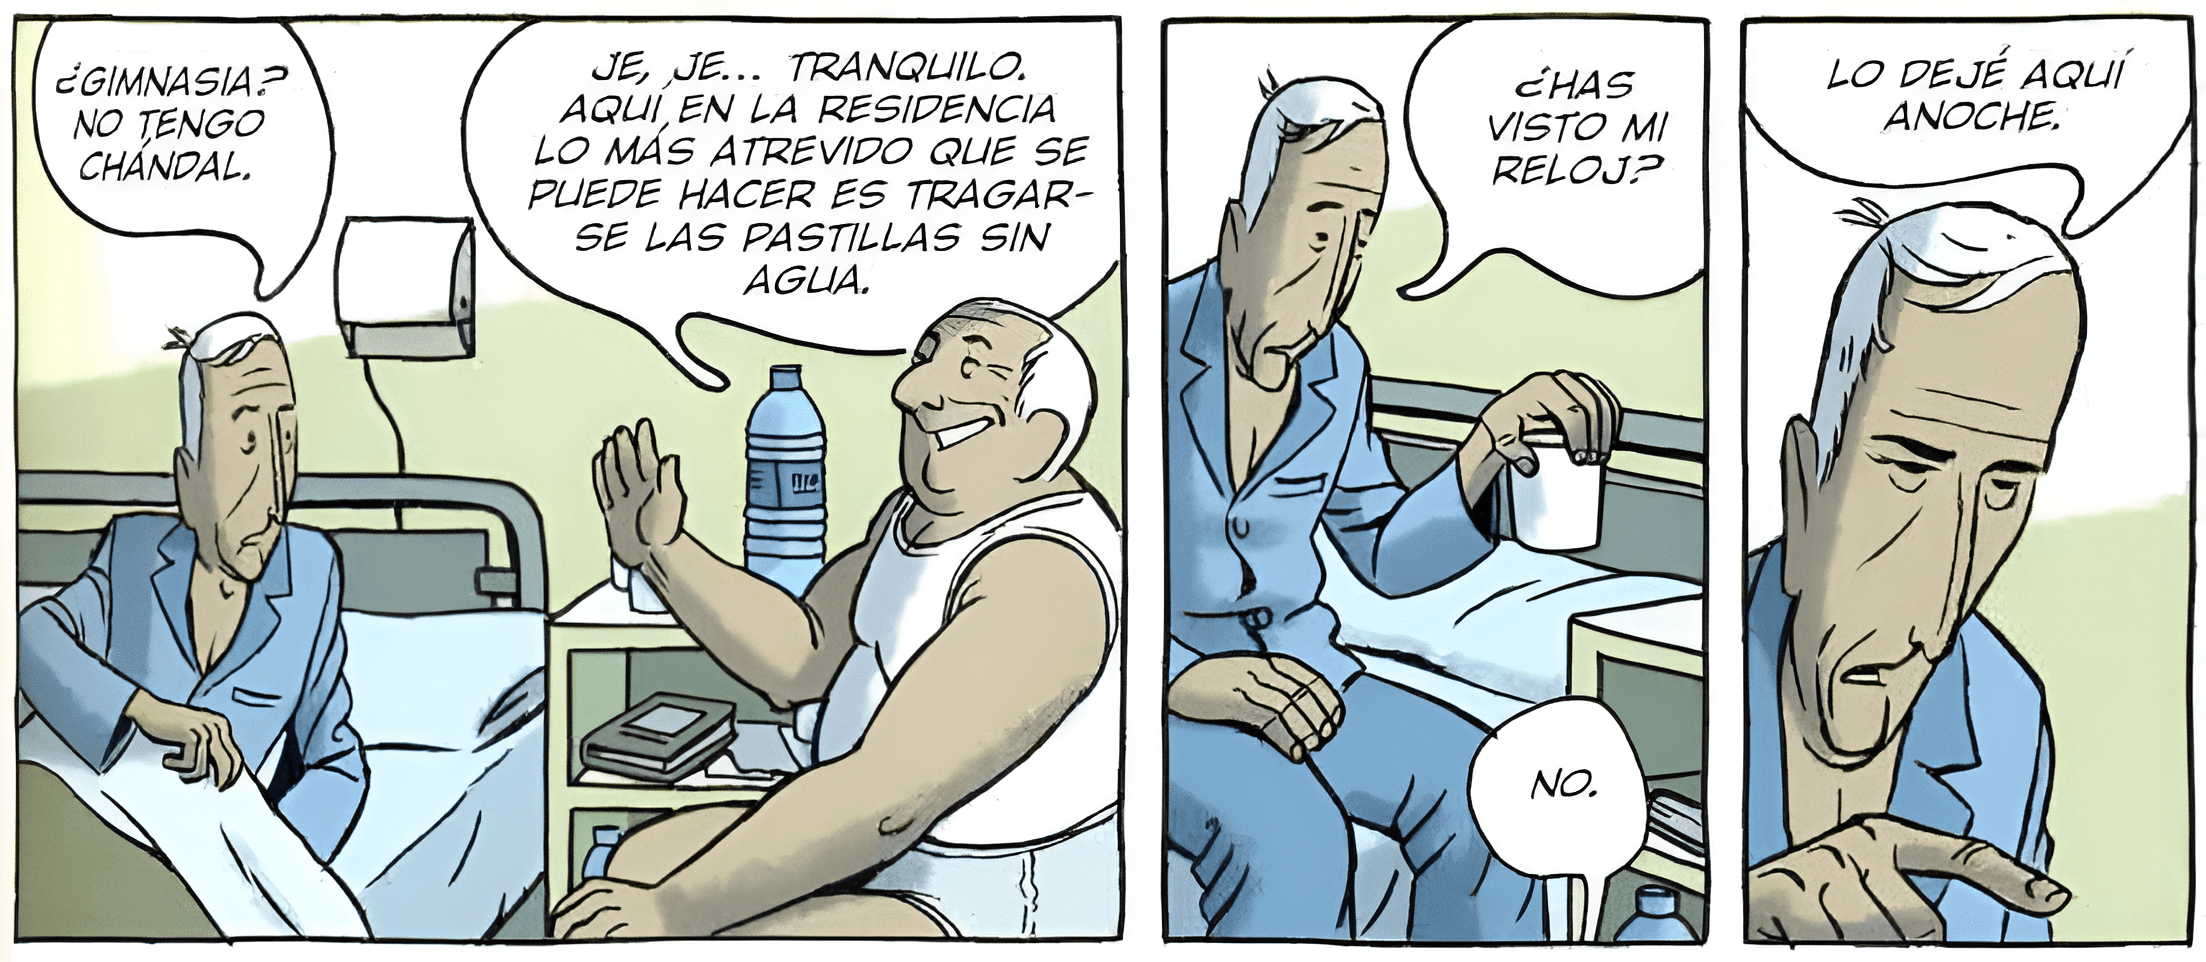 ¿GIMNASIA?
NO TENGO
CHÁNDAL.
JE, JE... TRANQUILO.
AQUÍ EN LA RESIDENCIA
LO MÁS ATREVIDO QUE SE
PUEDE HACER ES TRAGAR-
SE LAS PASTILLAS SIN
AGUA.
¿HAS
VISTO MI
RELOJ?
NO.
LO DEJÉ AQUÍ
ANOCHE.